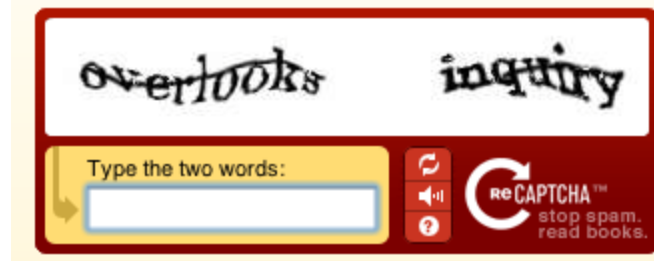 overlooks inquiry
Type the two words:
ReCAPTCHA™
stop spam.
read books.
?